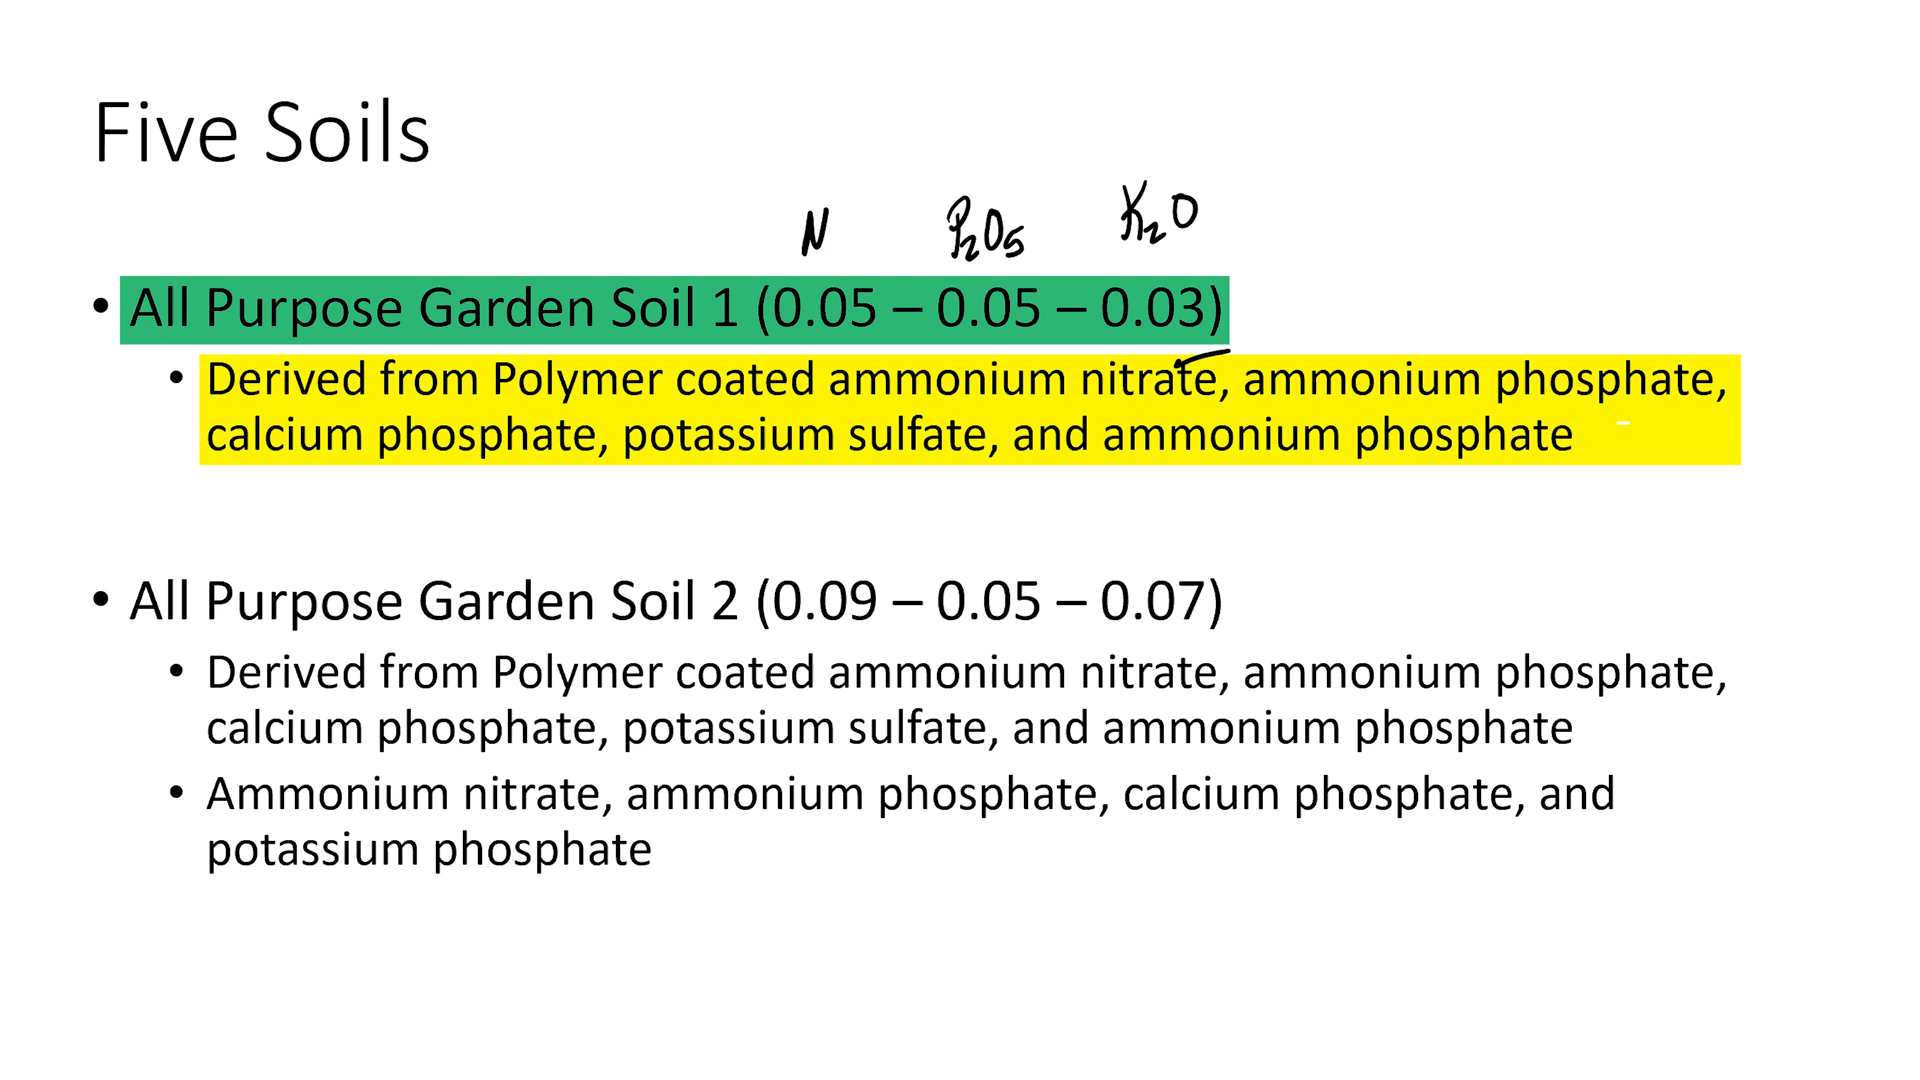 Five Soils
N P2O5 K2O
• All Purpose Garden Soil 1 (0.05 – 0.05 – 0.03)
• Derived from Polymer coated ammonium nitrate, ammonium phosphate,
calcium phosphate, potassium sulfate, and ammonium phosphate
• All Purpose Garden Soil 2 (0.09 – 0.05 – 0.07)
• Derived from Polymer coated ammonium nitrate, ammonium phosphate,
calcium phosphate, potassium sulfate, and ammonium phosphate
• Ammonium nitrate, ammonium phosphate, calcium phosphate, and
potassium phosphate